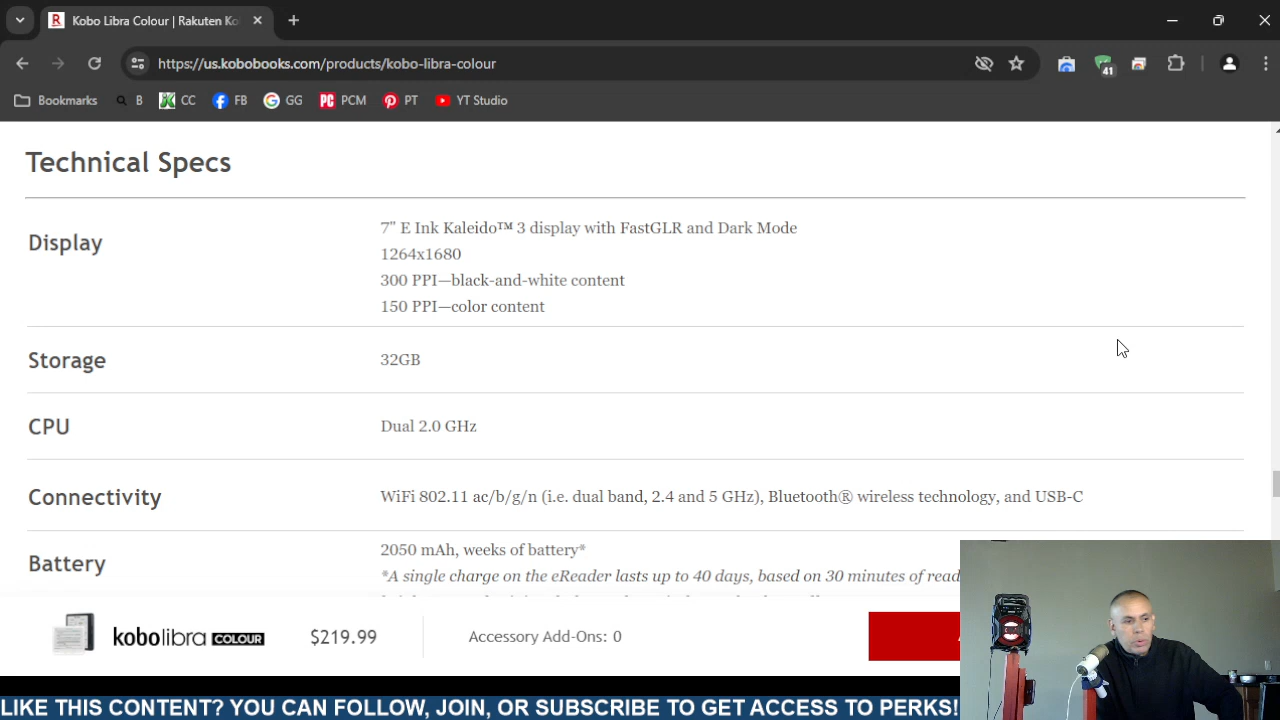 Kobo Libra Colour | Rakuten Ko
https://us.kobobooks.com/products/kobo-libra-colour
41
Bookmarks B CC FB GG PCM PT YT Studio
Technical Specs
Display
7" E Ink Kaleido™ 3 display with FastGLR and Dark Mode
1264x1680
300 PPI—black-and-white content
150 PPI—color content
Storage
32GB
CPU
Dual 2.0 GHz
Connectivity
WiFi 802.11 ac/b/g/n (i.e. dual band, 2.4 and 5 GHz), Bluetooth® wireless technology, and USB-C
Battery
2050 mAh, weeks of battery*
*A single charge on the eReader lasts up to 40 days, based on 30 minutes of read
kobo libra COLOUR
$219.99
Accessory Add-Ons: 0
LIKE THIS CONTENT? YOU CAN FOLLOW, JOIN, OR SUBSCRIBE TO GET ACCESS TO PERKS!